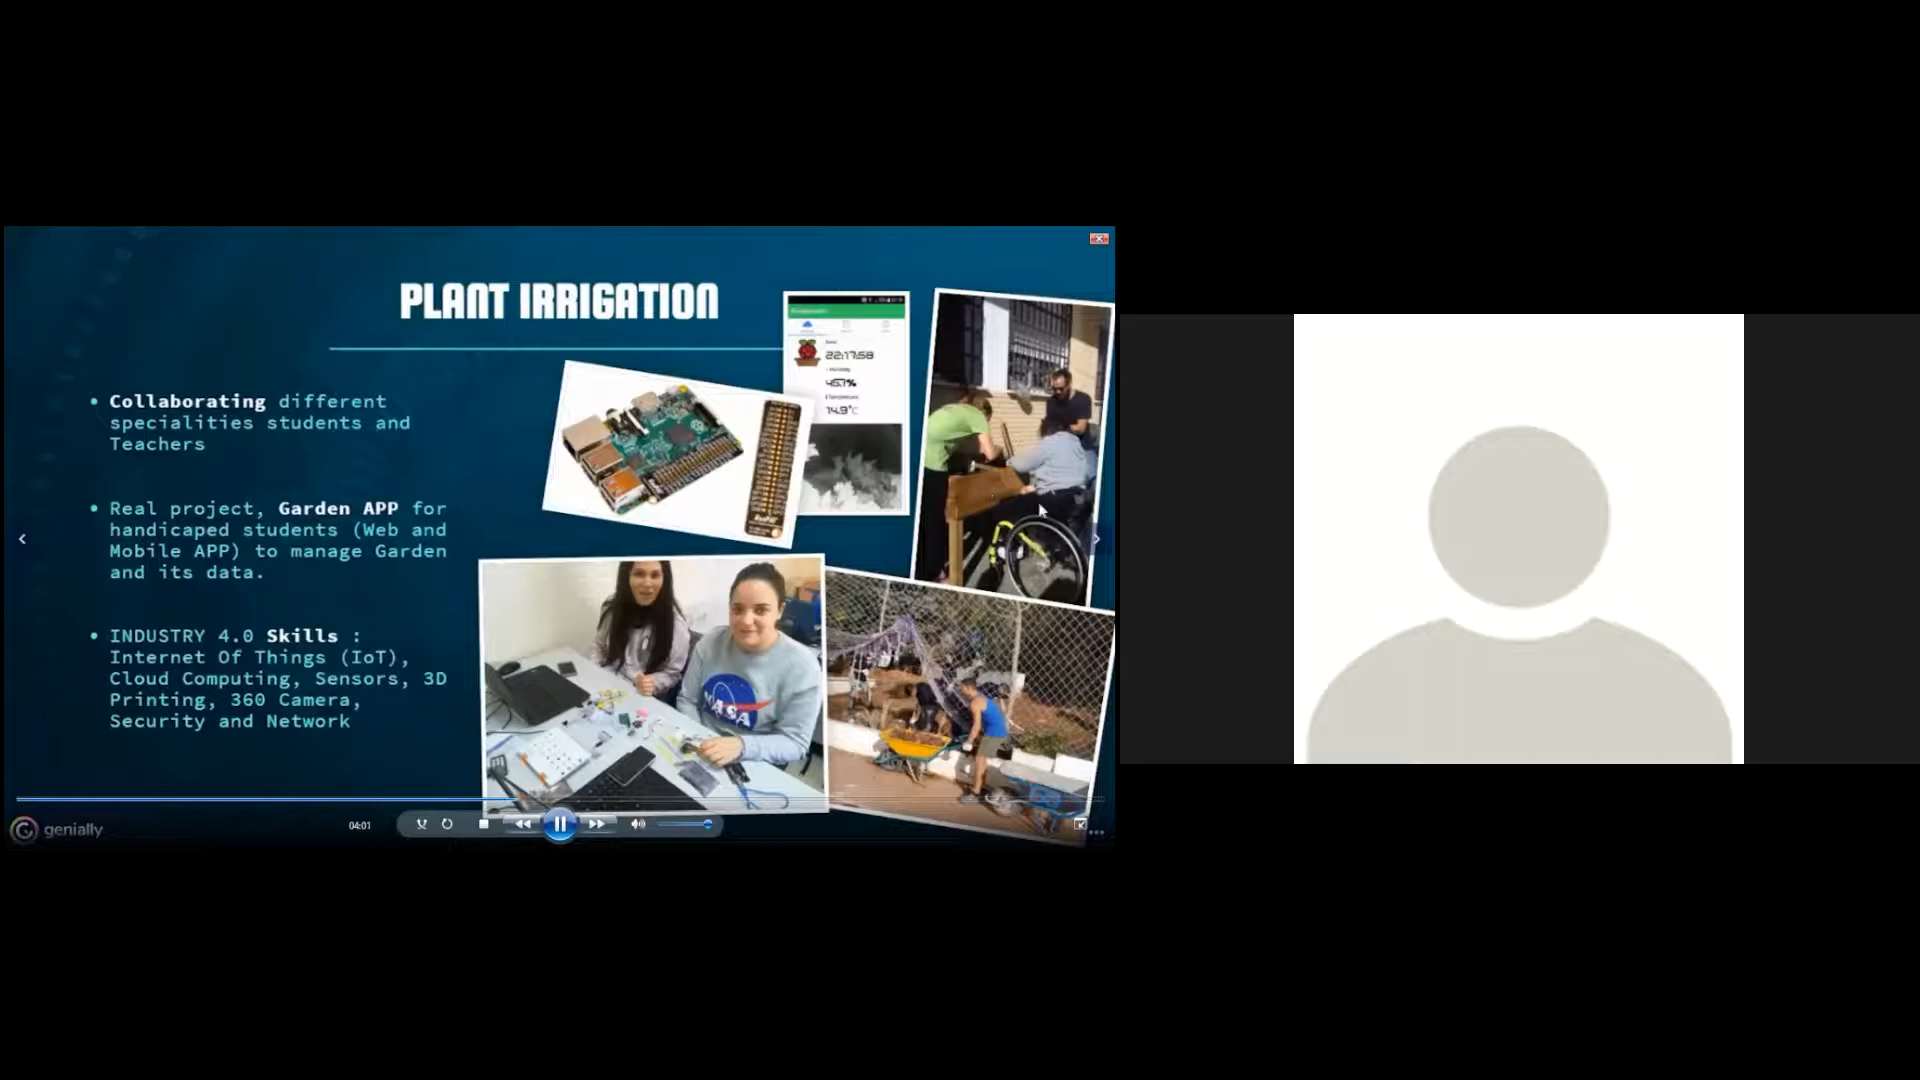 PLANT IRRIGATION
• Collaborating different
specialities students and
Teachers
• Real project, Garden APP for
handicaped students (Web and
Mobile APP) to manage Garden
and its data.
• INDUSTRY 4.0 Skills :
Internet Of Things (IoT),
Cloud Computing, Sensors, 3D
Printing, 360 Camera,
Security and Network
22:17:58
45.7%
14.9°C
NASA
04:01
genially